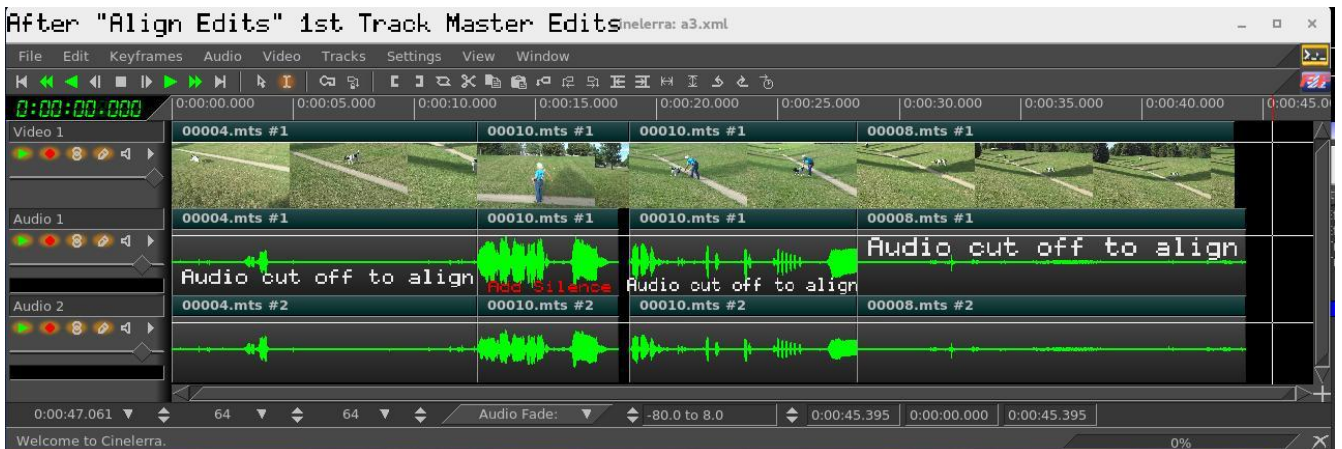 After "Align Edits" 1st Track Master Edits
inelerra: a3.xml
File Edit Keyframes Audio Video Tracks Settings View Window
0:00:00.000
0:00:00.000 0:00:05.000 0:00:10.000 0:00:15.000 0:00:20.000 0:00:25.000 0:00:30.000 0:00:35.000 0:00:40.000 0:00:45.0
Video 1
00004.mts #1 00010.mts #1 00010.mts #1 00008.mts #1
Audio 1
00004.mts #1 00010.mts #1 00010.mts #1 00008.mts #1
Audio cut off to align
Audio cut off to align
Add Silence
Audio cut off to align
Audio 2
00004.mts #2 00010.mts #2 00010.mts #2 00008.mts #2
0:00:47.061 64 64 Audio Fade: -80.0 to 8.0 0:00:45.395 0:00:00.000 0:00:45.395
Welcome to Cinelerra.
0%